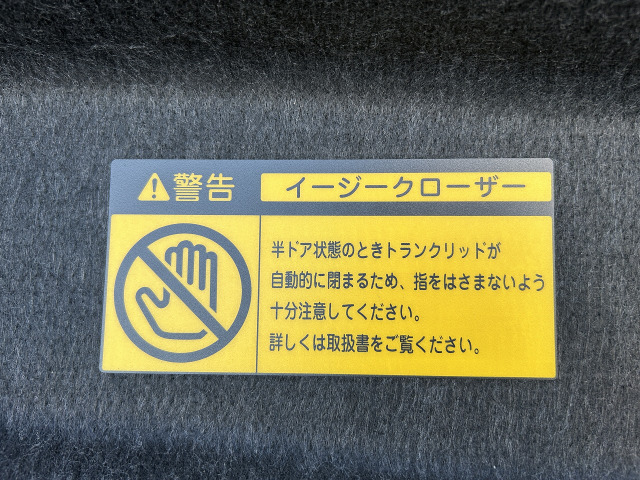 警告 イージークローザー
半ドア状態のときトランクリッドが
自動的に閉まるため、指をはさまないよう
十分注意してください。
詳しくは取扱書をご覧ください。